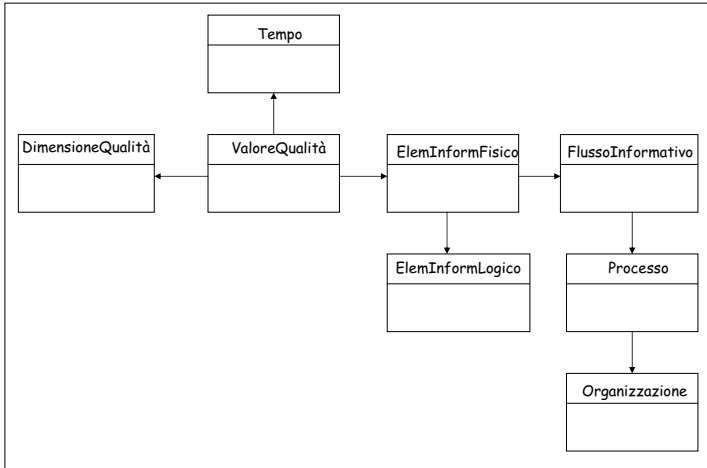 Tempo
DimensioneQualità
ValoreQualità
ElemInformFisico
FlussoInformativo
ElemInformLogico
Processo
Organizzazione